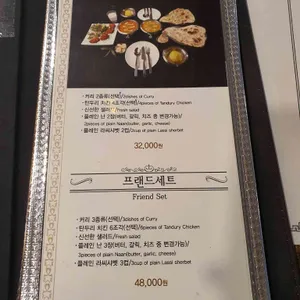 · 커리 2종류(선택)/2dishes of Curry
· 탄두리 치킨 4조각(선택)/4pieces of Tandury Chicken
· 신선한 샐러드/Fresh salad
· 플레인 난 2장(버터, 갈릭, 치즈 중 변경가능)/
2pieces of plain Naan(butter, garlic, cheese)
· 플레인 라씨샤벳 2컵/2cup of plain Lassi sherbet
32,000원
프랜드세트
Friend Set
· 커리 3종류(선택)/3dishes of Curry
· 탄두리 치킨 6조각(선택)/6pieces of Tandury Chicken
· 신선한 샐러드/Fresh salad
· 플레인 난 3장(버터, 갈릭, 치즈 중 변경가능)/
3pieces of plain Naan(butter, garlic, cheese)
· 플레인 라씨샤벳 3컵/3cup of plain Lassi sherbet
48,000원